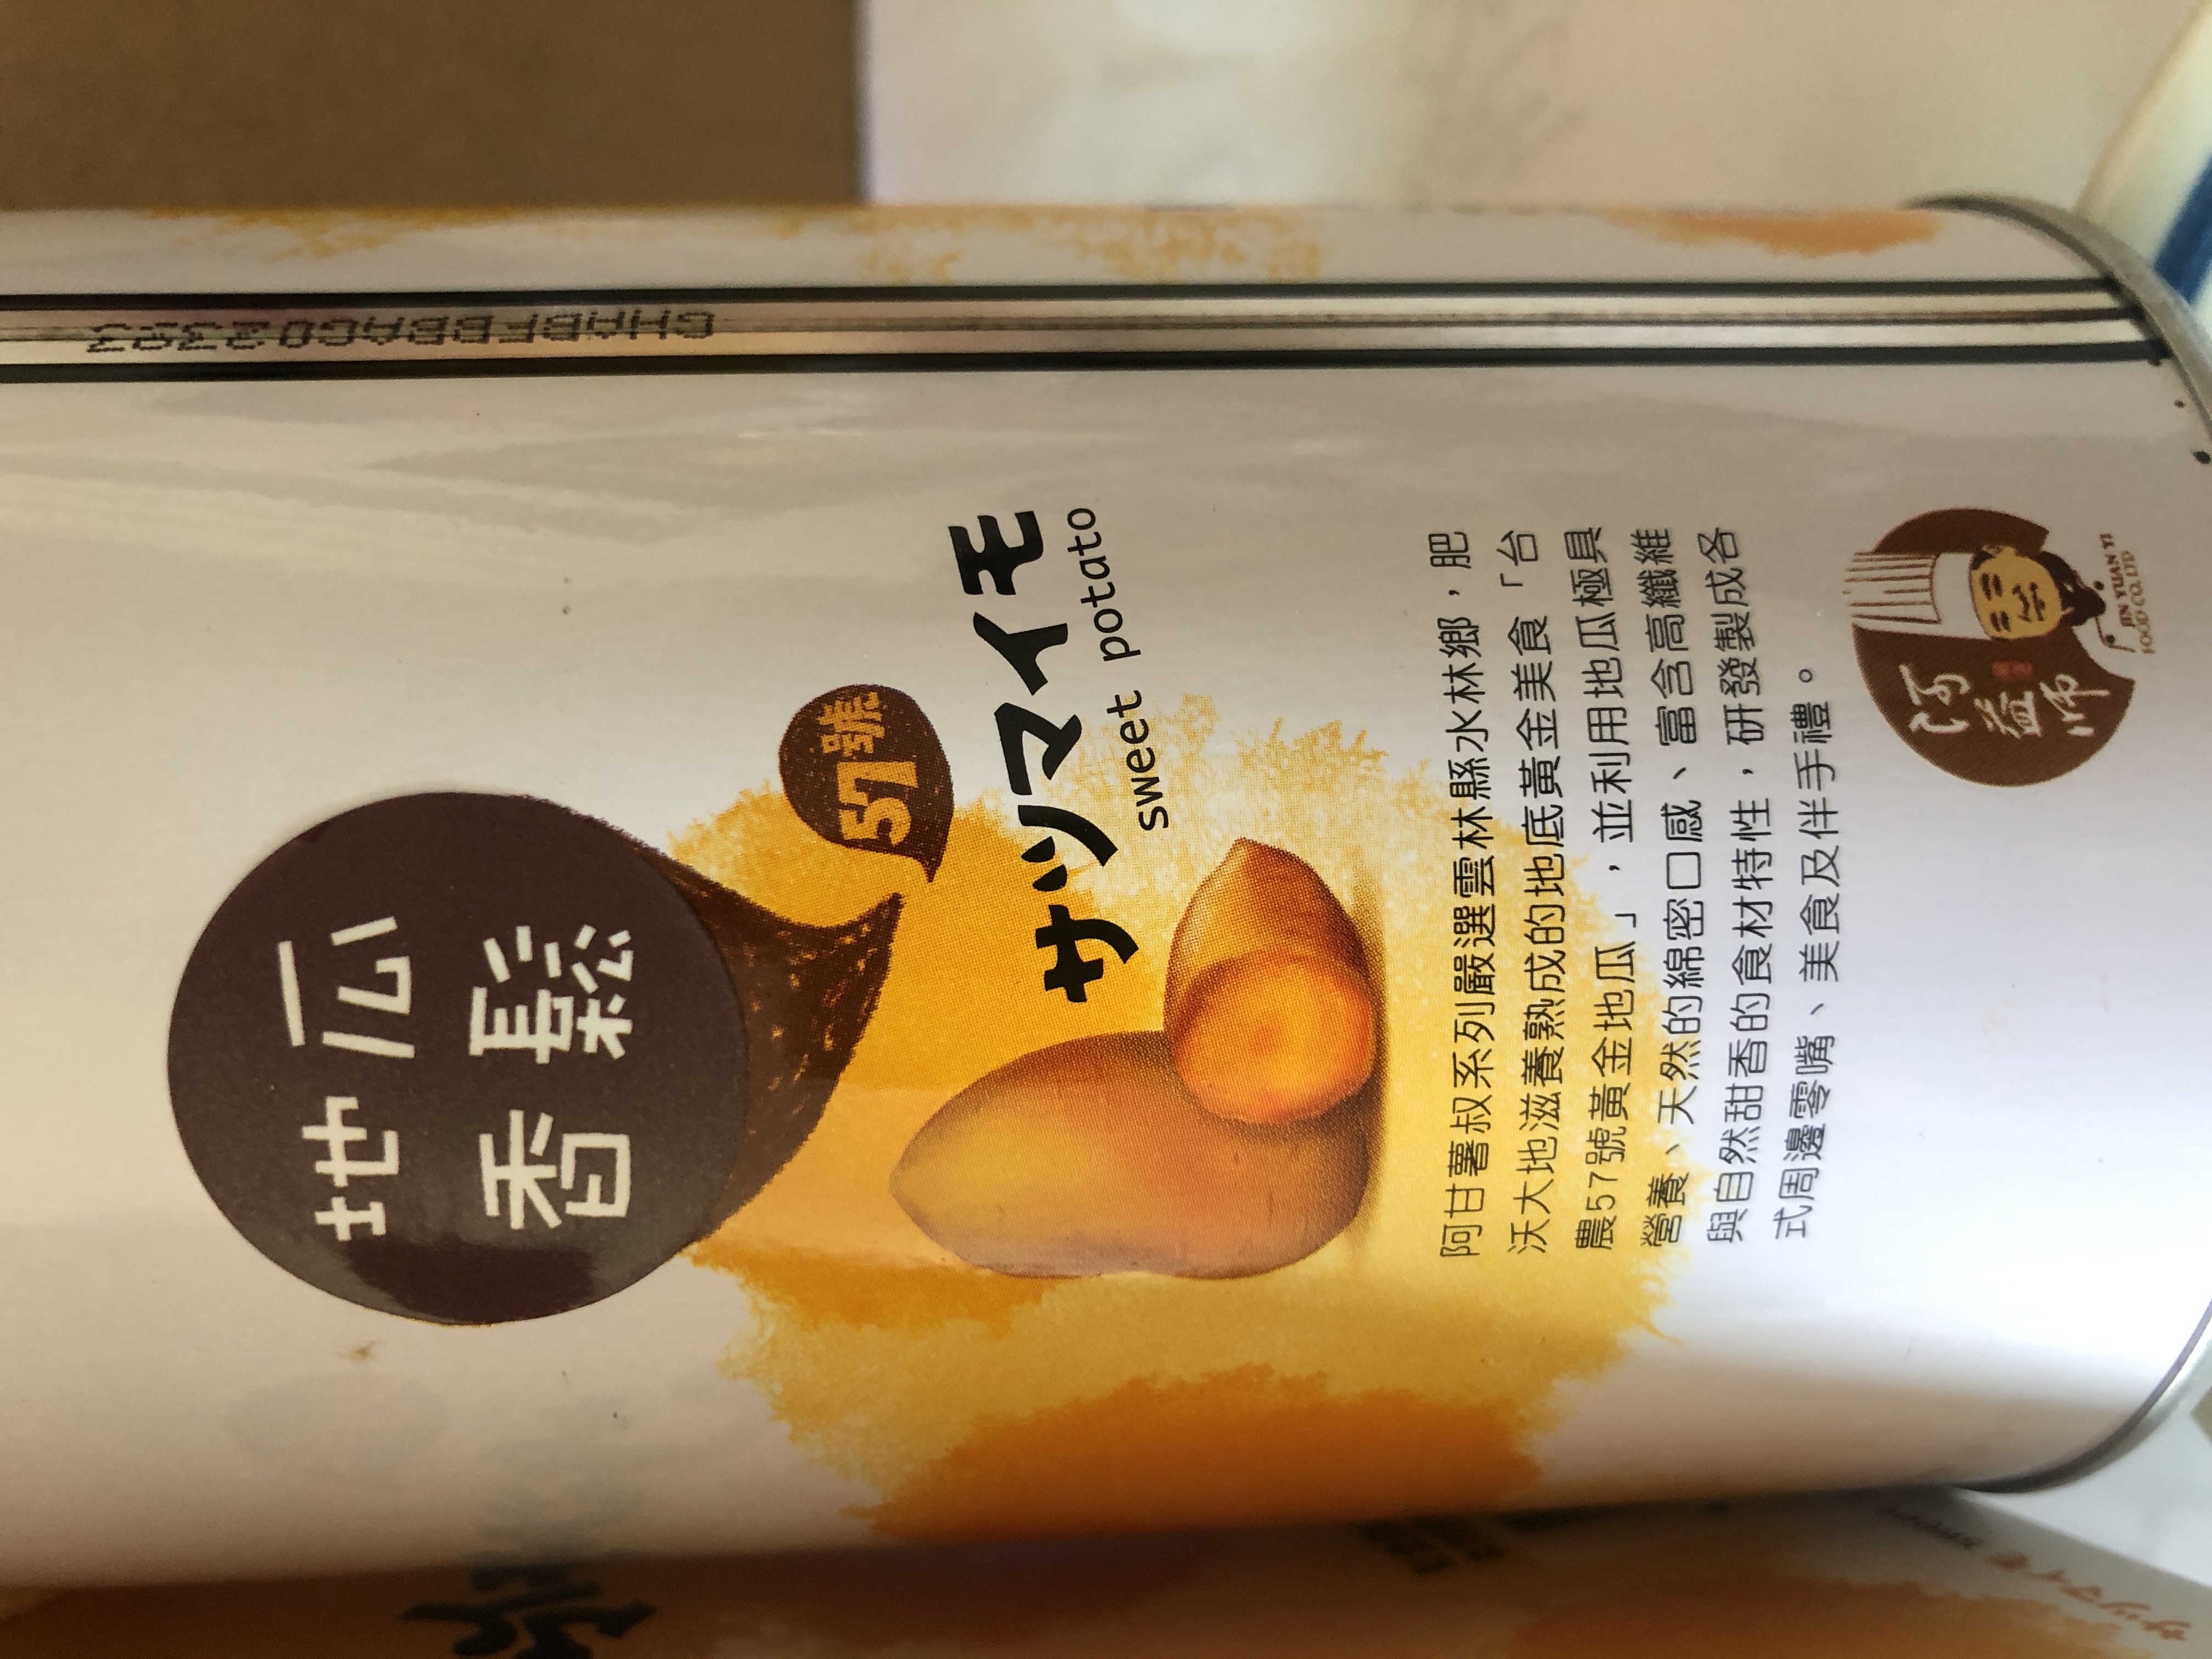 地瓜
香鬆
57號
サツマイモ
sweet potato
阿甘薯叔系列嚴選雲林縣水林鄉，肥
沃大地滋養熟成的地底黃金美食「台
農57號黃金地瓜」，並利用地瓜極具
營養、天然的綿密口感、富含高纖維
與自然甜香的食材特性，研發製成各
式周邊零嘴、美食及伴手禮。
阿益師
JIN YUAN YI
FOOD CO. LTD